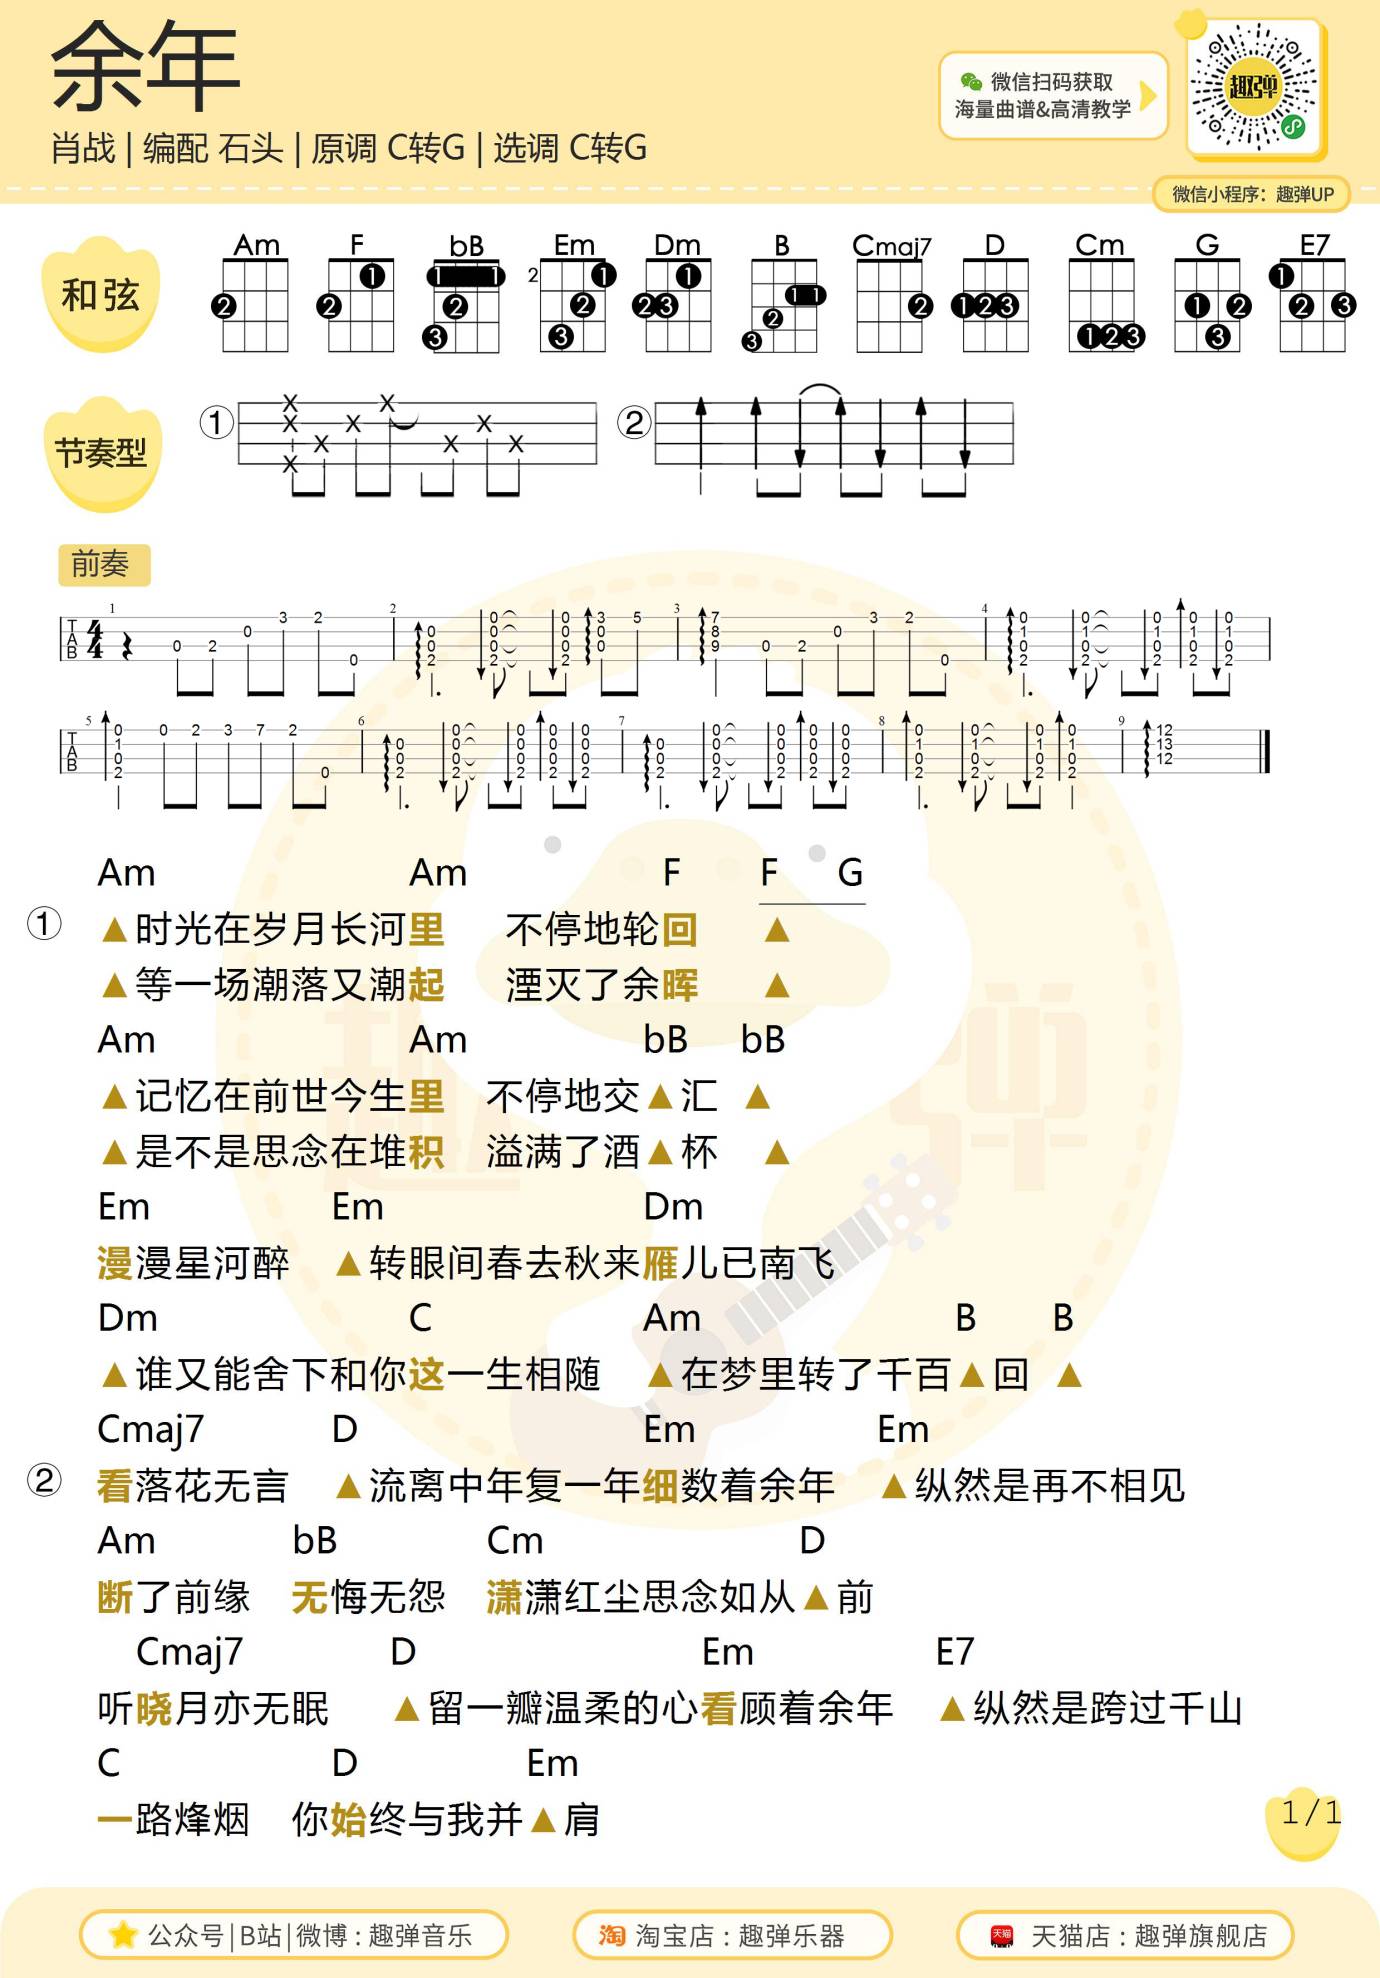 余年
肖战 | 编配 石头 | 原调 C转G | 选调 C转G
微信扫码获取
海量曲谱&高清教学
趣弹
微信小程序：趣弹UP
和弦
Am F bB Em Dm B Cmaj7 D Cm G E7
节奏型
① ②
前奏
Am Am F F G
① ▲时光在岁月长河里 不停地轮回 ▲
▲等一场潮落又潮起 湮灭了余晖 ▲
Am Am bB bB
▲记忆在前世今生里 不停地交▲汇 ▲
▲是不是思念在堆积 溢满了酒▲杯 ▲
Em Em Dm
漫漫星河醉 ▲转眼间春去秋来雁儿已南飞
Dm C Am B B
▲谁又能舍下和你这一生相随 ▲在梦里转了千百▲回 ▲
Cmaj7 D Em Em
② 看落花无言 ▲流离中年复一年细数着余年 ▲纵然是再不相见
Am bB Cm D
断了前缘 无悔无怨 潇潇红尘思念如从▲前
Cmaj7 D Em E7
听晓月亦无眠 ▲留一瓣温柔的心看顾着余年 ▲纵然是跨过千山
C D Em
一路烽烟 你始终与我并▲肩
1/1
公众号|B站|微博：趣弹音乐
淘 淘宝店：趣弹乐器
天猫 天猫店：趣弹旗舰店